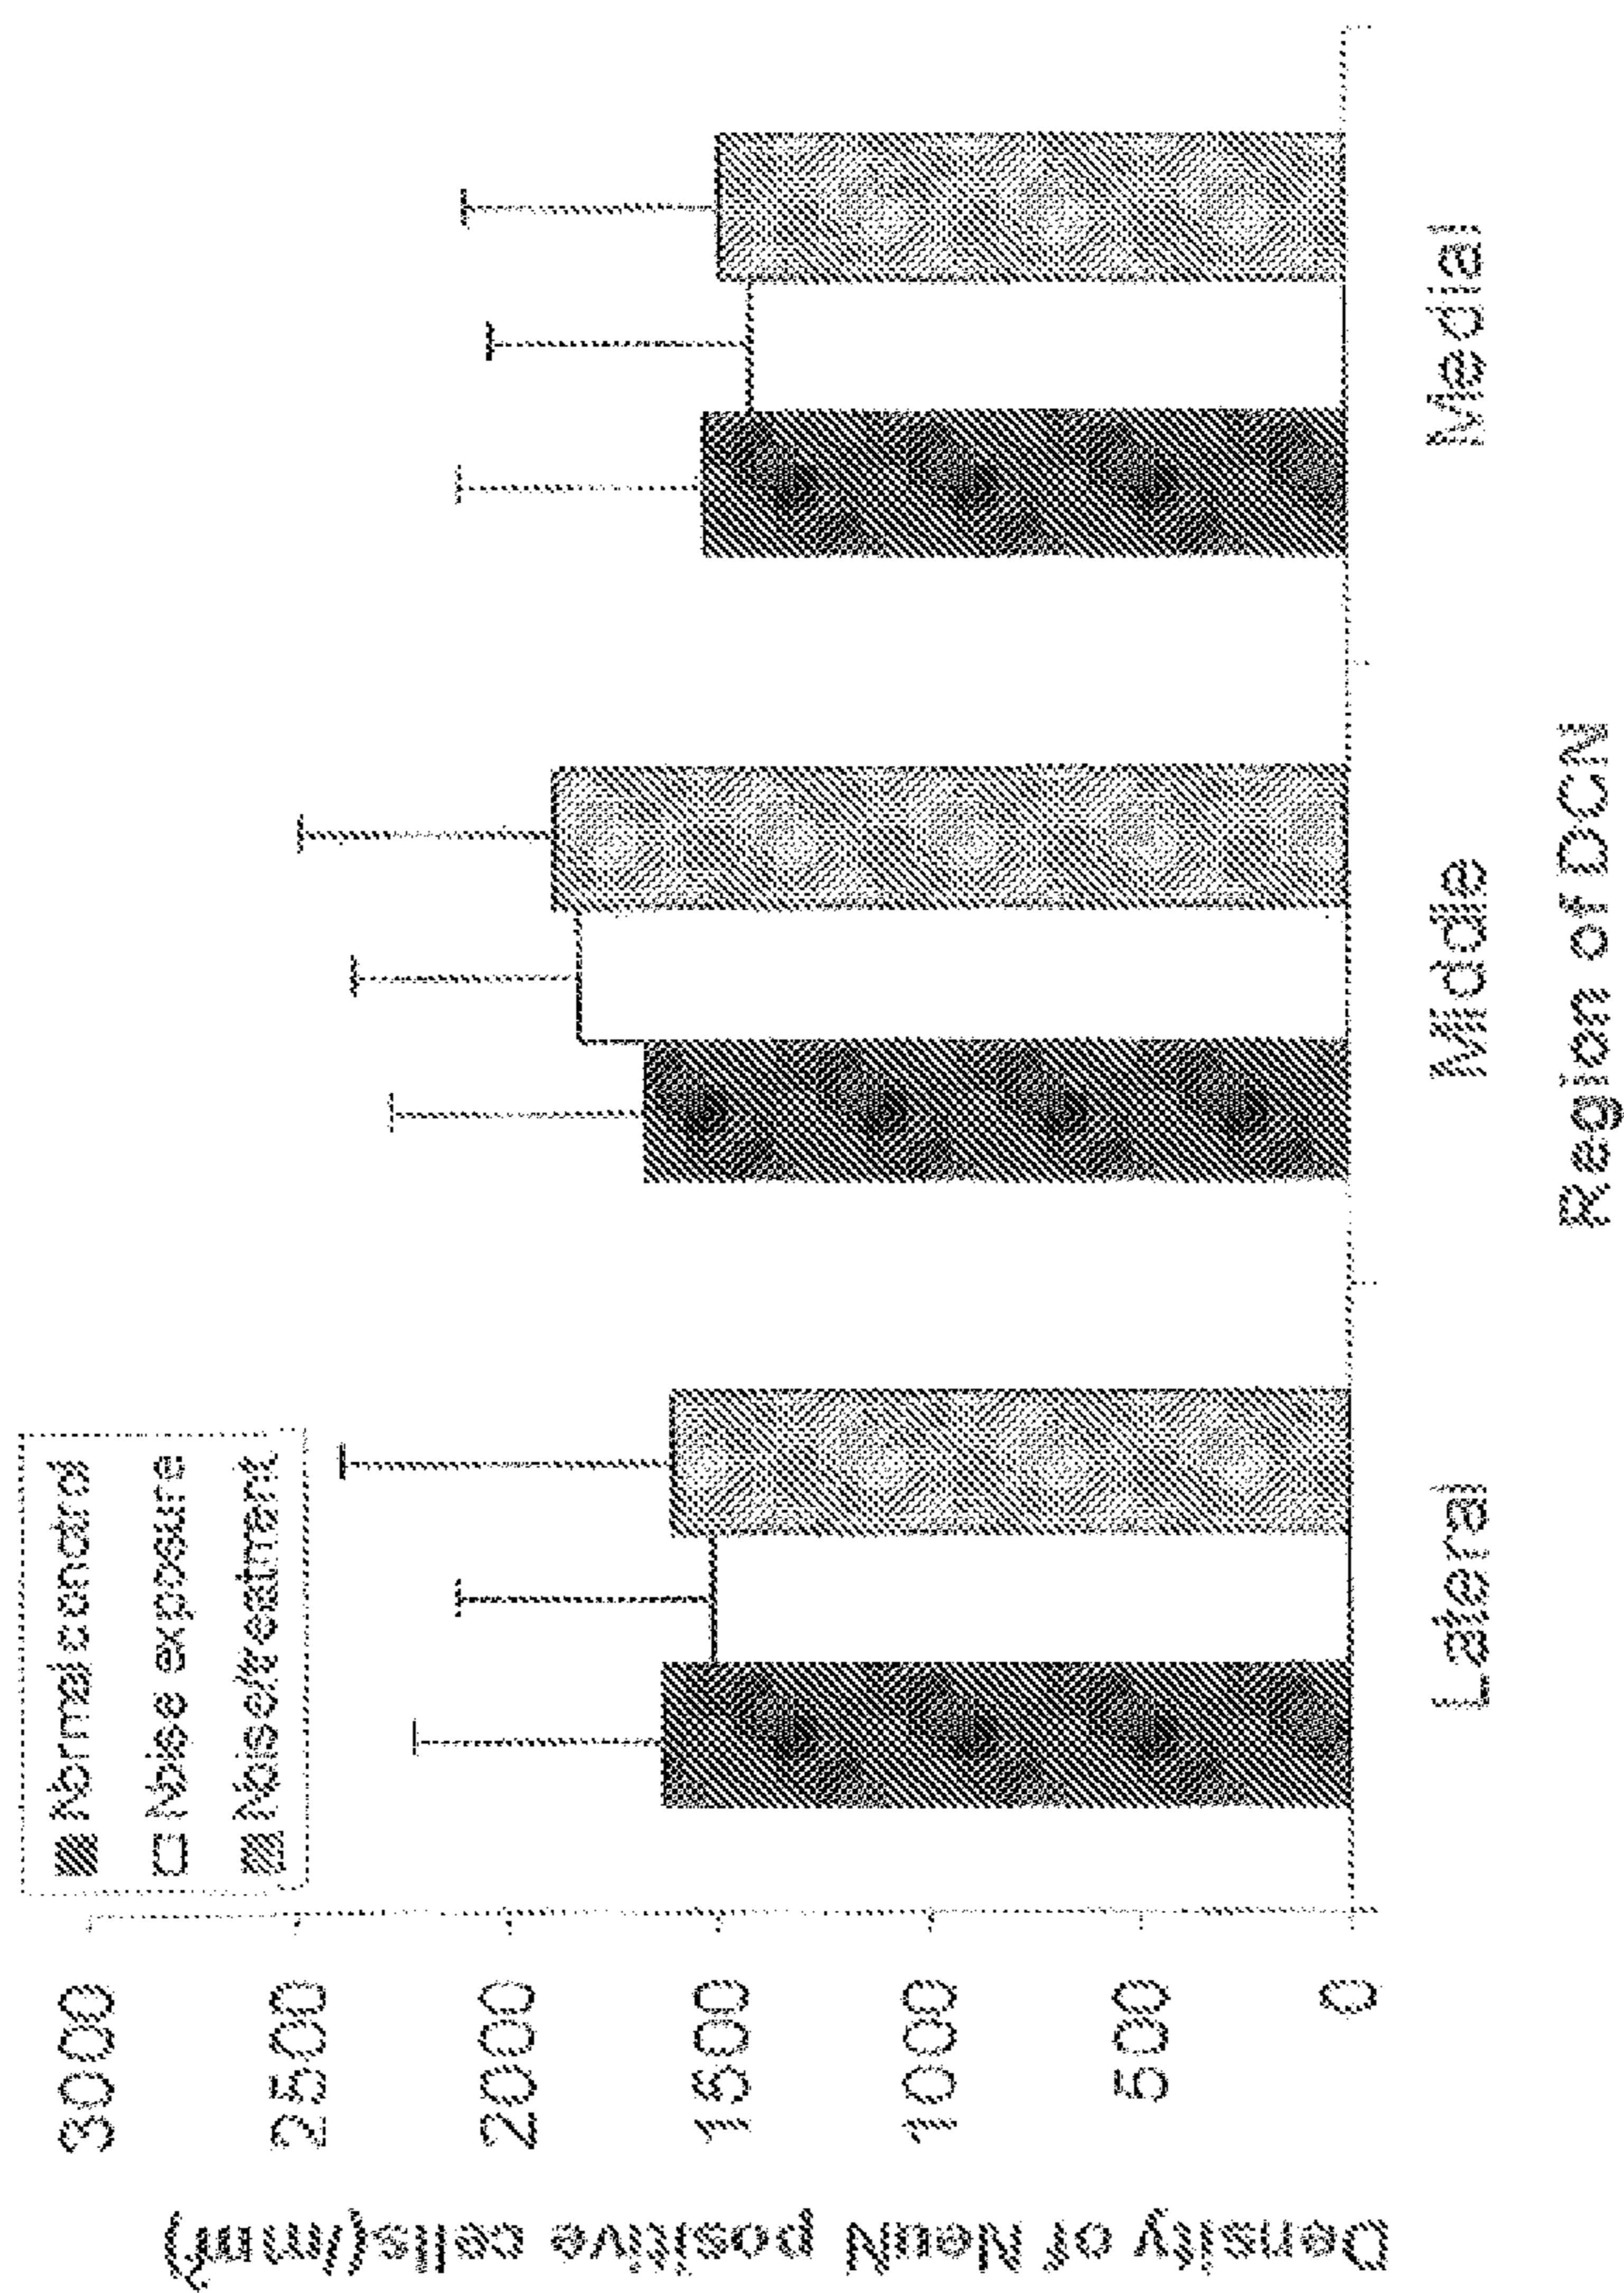 Normal control
Noise exposure
Noise/treatment
3000
2500
2000
1500
1000
500
0
Density of NeuN positive cells(/mm²)
Lateral
Middle
Medial
Region of DCN